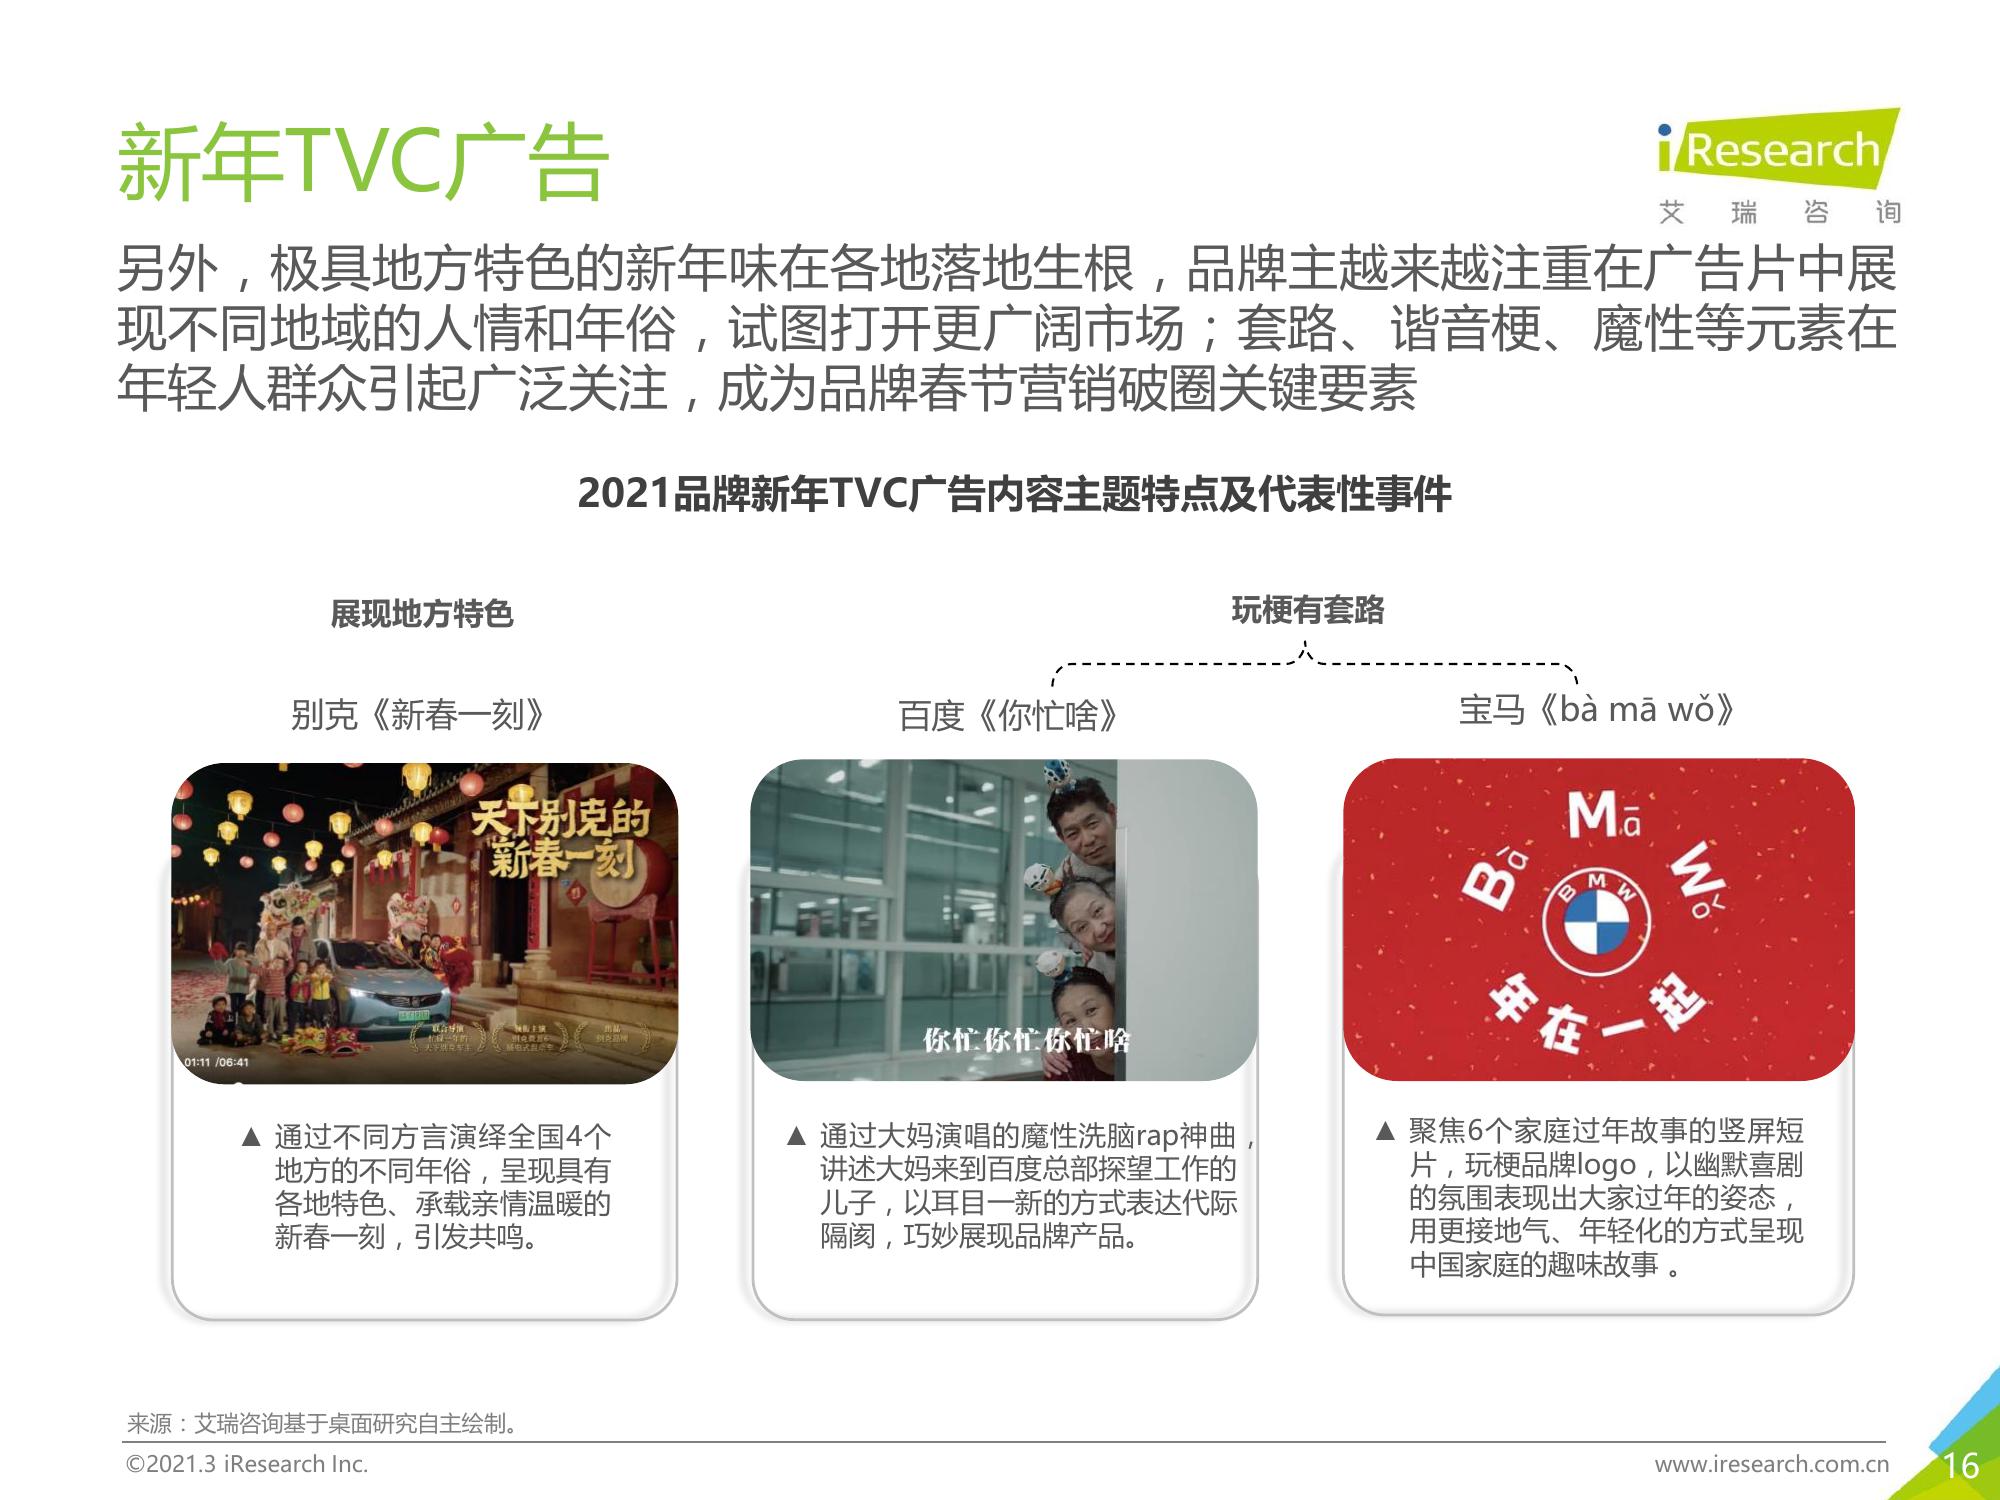 新年TVC广告
iResearch
艾瑞咨询
另外，极具地方特色的新年味在各地落地生根，品牌主越来越注重在广告片中展
现不同地域的人情和年俗，试图打开更广阔市场；套路、谐音梗、魔性等元素在
年轻人群众引起广泛关注，成为品牌春节营销破圈关键要素
2021品牌新年TVC广告内容主题特点及代表性事件
展现地方特色
玩梗有套路
别克《新春一刻》
百度《你忙啥》
宝马《bà mā wǒ》
天下别克的
新春一刻
联合导演
领衔主演
出品
别克品牌
01:11 /06:41
你忙你忙你忙啥
Bà Mā Wǒ
BMW
年在一起
▲ 通过不同方言演绎全国4个
地方的不同年俗，呈现具有
各地特色、承载亲情温暖的
新春一刻，引发共鸣。
▲ 通过大妈演唱的魔性洗脑rap神曲，
讲述大妈来到百度总部探望工作的
儿子，以耳目一新的方式表达代际
隔阂，巧妙展现品牌产品。
▲ 聚焦6个家庭过年故事的竖屏短
片，玩梗品牌logo，以幽默喜剧
的氛围表现出大家过年的姿态，
用更接地气、年轻化的方式呈现
中国家庭的趣味故事 。
来源：艾瑞咨询基于桌面研究自主绘制。
©2021.3 iResearch Inc.
www.iresearch.com.cn
16